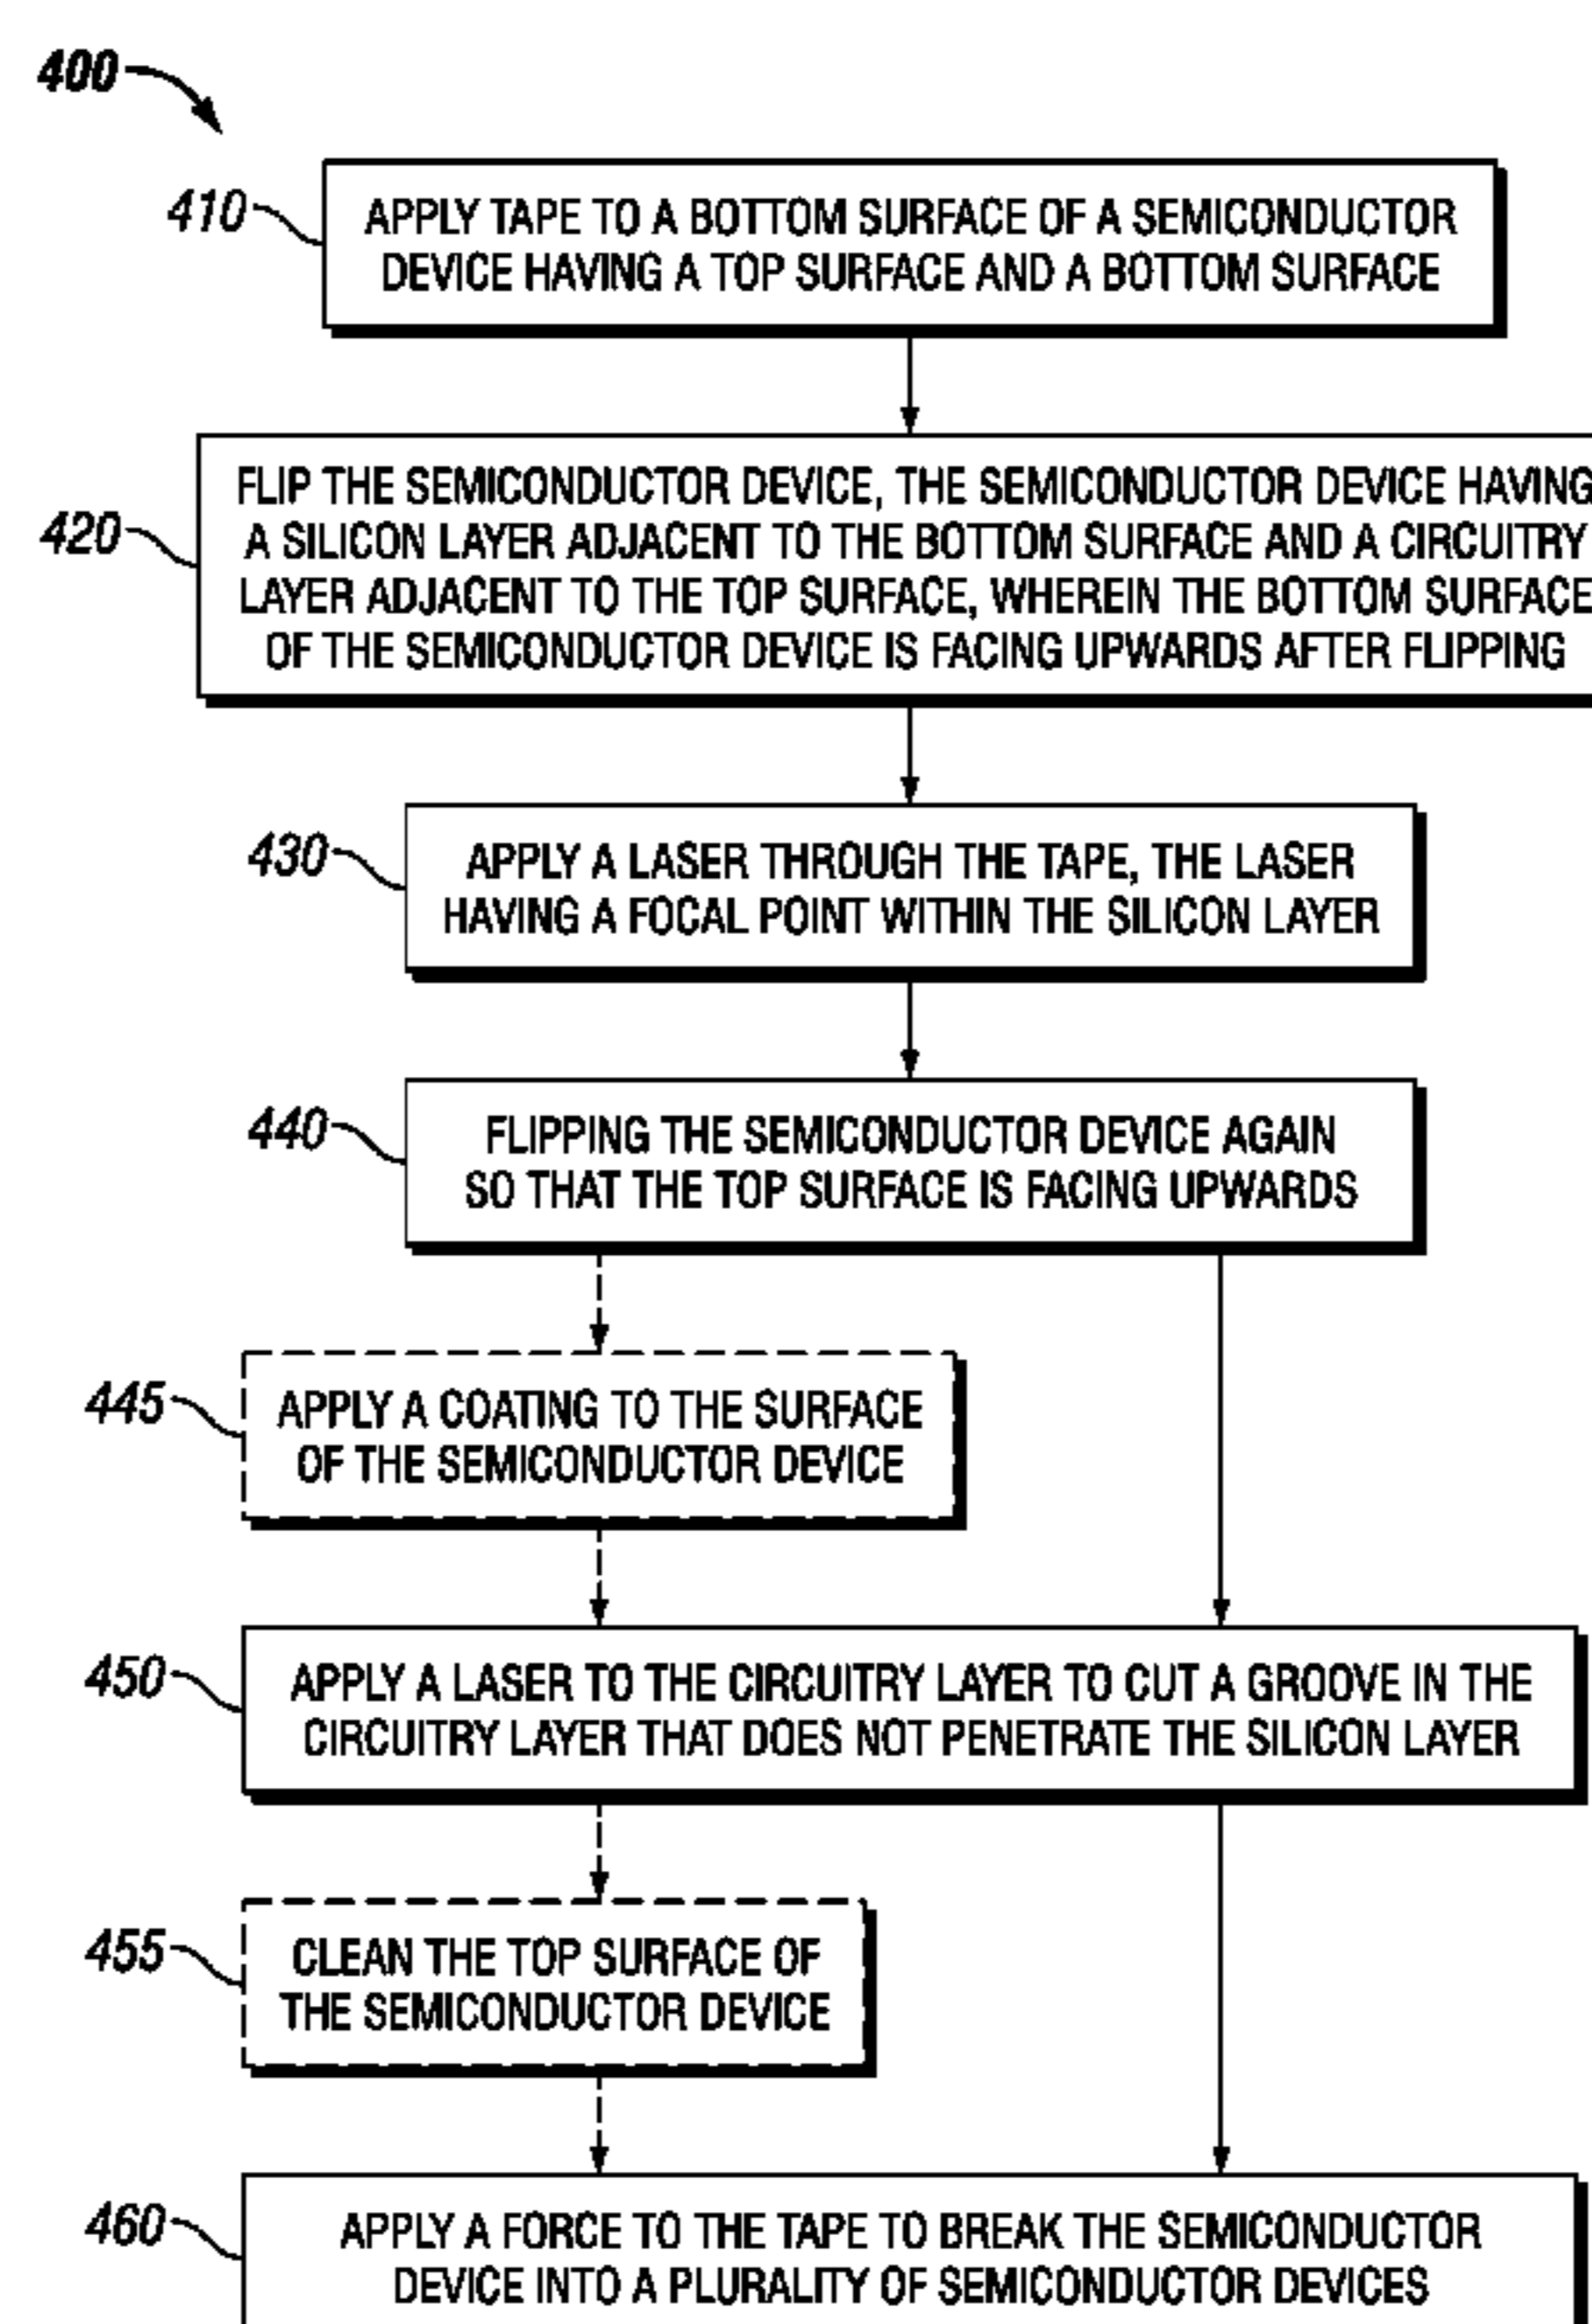 400
410
APPLY TAPE TO A BOTTOM SURFACE OF A SEMICONDUCTOR
DEVICE HAVING A TOP SURFACE AND A BOTTOM SURFACE
420
FLIP THE SEMICONDUCTOR DEVICE, THE SEMICONDUCTOR DEVICE HAVING
A SILICON LAYER ADJACENT TO THE BOTTOM SURFACE AND A CIRCUITRY
LAYER ADJACENT TO THE TOP SURFACE, WHEREIN THE BOTTOM SURFACE
OF THE SEMICONDUCTOR DEVICE IS FACING UPWARDS AFTER FLIPPING
430
APPLY A LASER THROUGH THE TAPE, THE LASER
HAVING A FOCAL POINT WITHIN THE SILICON LAYER
440
FLIPPING THE SEMICONDUCTOR DEVICE AGAIN
SO THAT THE TOP SURFACE IS FACING UPWARDS
445
APPLY A COATING TO THE SURFACE
OF THE SEMICONDUCTOR DEVICE
450
APPLY A LASER TO THE CIRCUITRY LAYER TO CUT A GROOVE IN THE
CIRCUITRY LAYER THAT DOES NOT PENETRATE THE SILICON LAYER
455
CLEAN THE TOP SURFACE OF
THE SEMICONDUCTOR DEVICE
460
APPLY A FORCE TO THE TAPE TO BREAK THE SEMICONDUCTOR
DEVICE INTO A PLURALITY OF SEMICONDUCTOR DEVICES